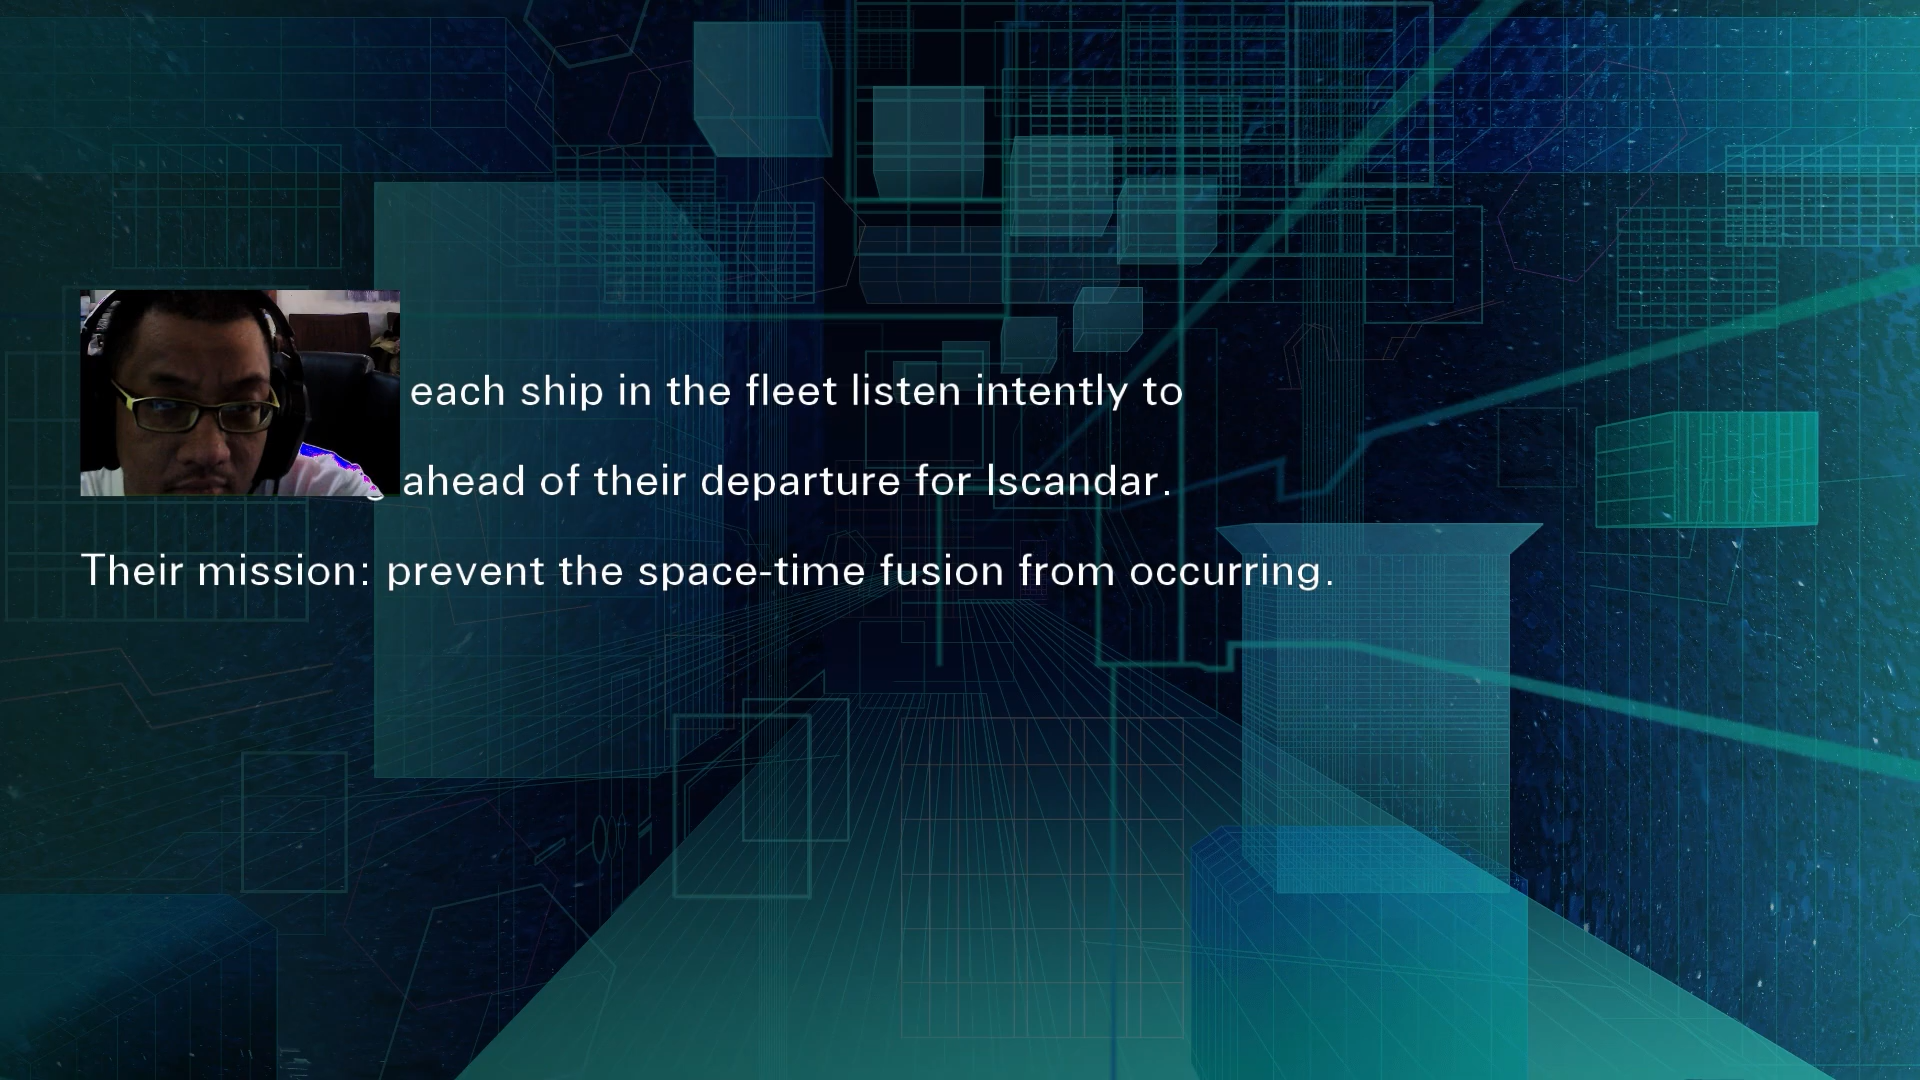 each ship in the fleet listen intently to
ahead of their departure for Iscandar.
Their mission: prevent the space-time fusion from occurring.